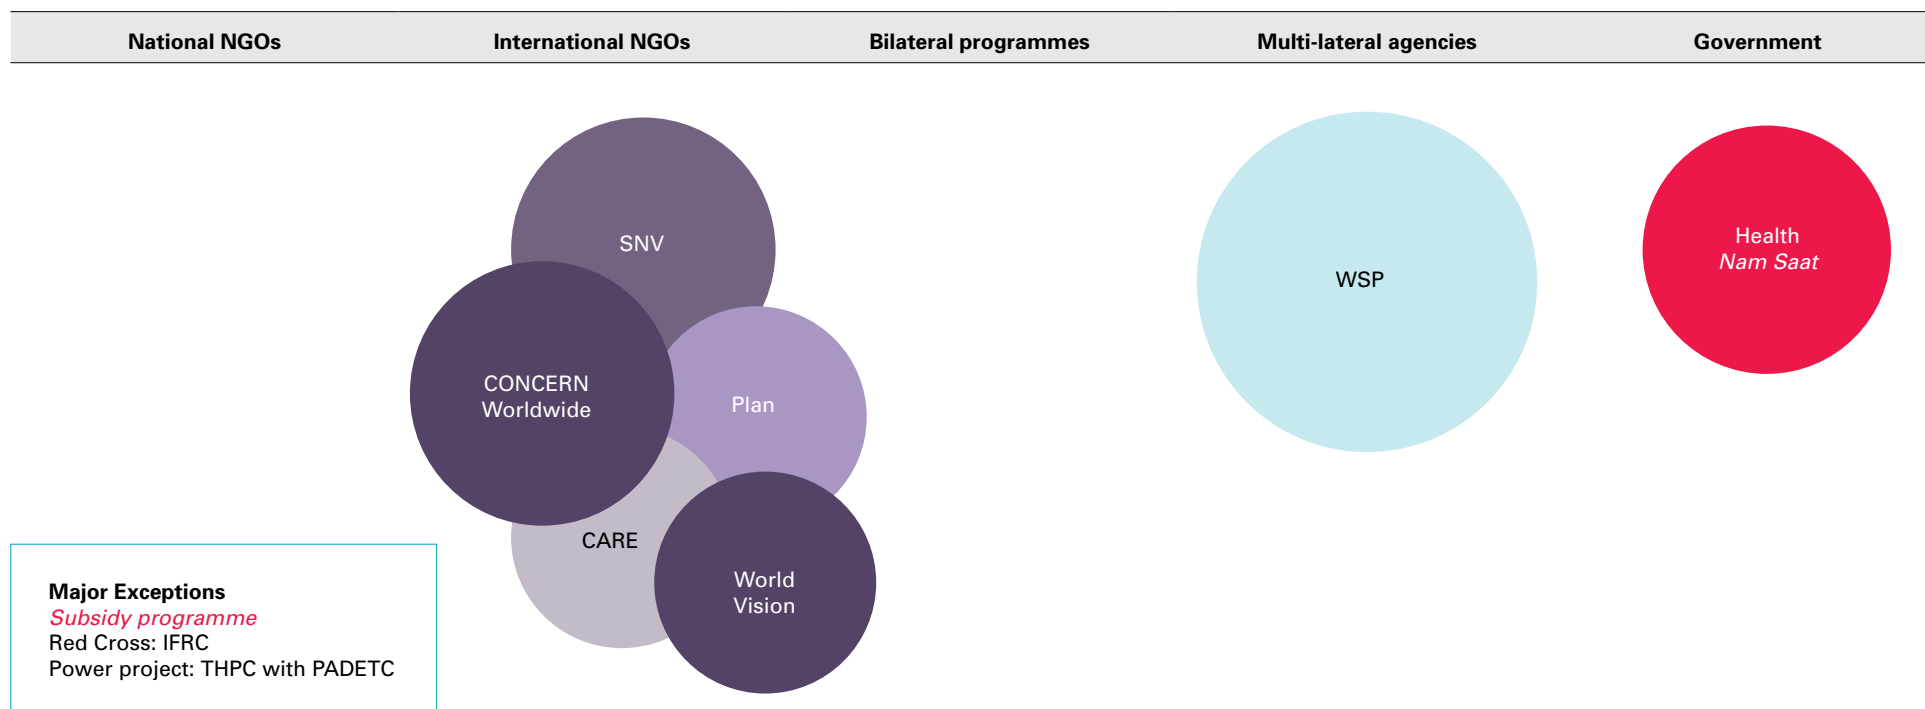 National NGOs
International NGOs
Bilateral programmes
Multi-lateral agencies
Government
SNV
CONCERN
Worldwide
Plan
CARE
World
Vision
WSP
Health
Nam Saat
Major Exceptions
Subsidy programme
Red Cross: IFRC
Power project: THPC with PADETC